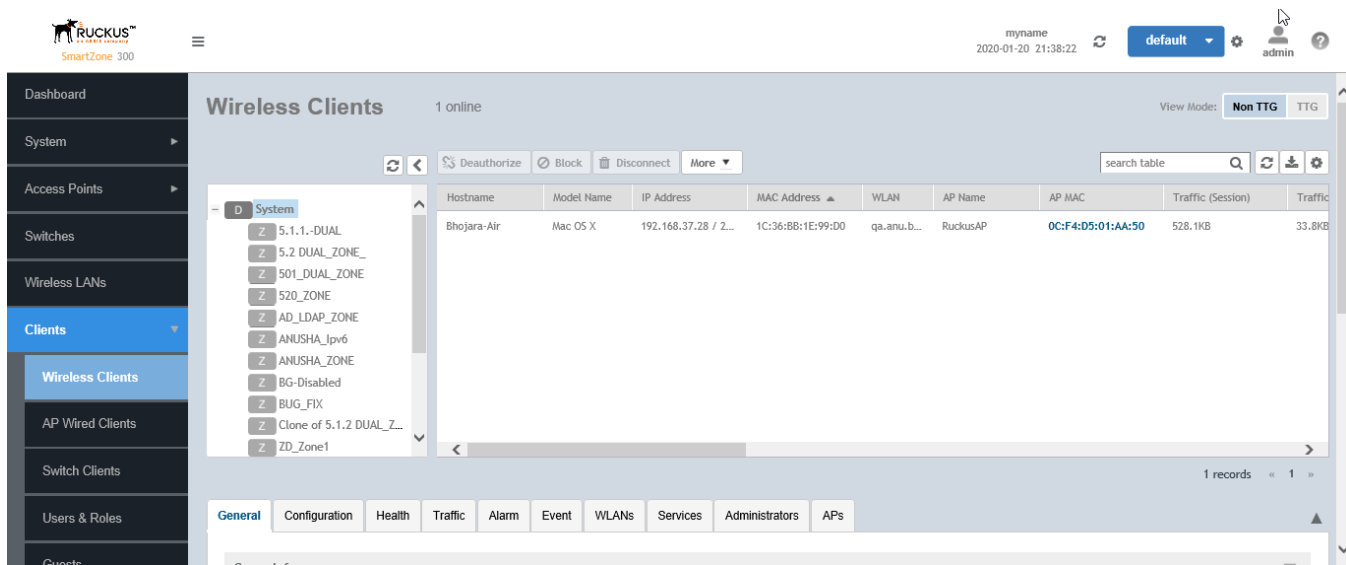 RUCKUS™
SmartZone 300
myname
2020-01-20 21:38:22
default
admin
Dashboard
System
Access Points
Switches
Wireless LANs
Clients
Wireless Clients
AP Wired Clients
Switch Clients
Users & Roles
Guests
Wireless Clients 1 online
View Mode: Non TTG TTG
Deauthorize Block Disconnect More
search table
D System
Z 5.1.1.-DUAL
Z 5.2 DUAL_ZONE_
Z 501_DUAL_ZONE
Z 520_ZONE
Z AD_LDAP_ZONE
Z ANUSHA_Ipv6
Z ANUSHA_ZONE
Z BG-Disabled
Z BUG_FIX
Z Clone of 5.1.2 DUAL_Z...
Z ZD_Zone1
Hostname Model Name IP Address MAC Address WLAN AP Name AP MAC Traffic (Session) Traffic
Bhojara-Air Mac OS X 192.168.37.28 / 2... 1C:36:BB:1E:99:D0 qa.anu.b... RuckusAP 0C:F4:D5:01:AA:50 528.1KB 33.8KB
1 records « 1 »
General Configuration Health Traffic Alarm Event WLANs Services Administrators APs